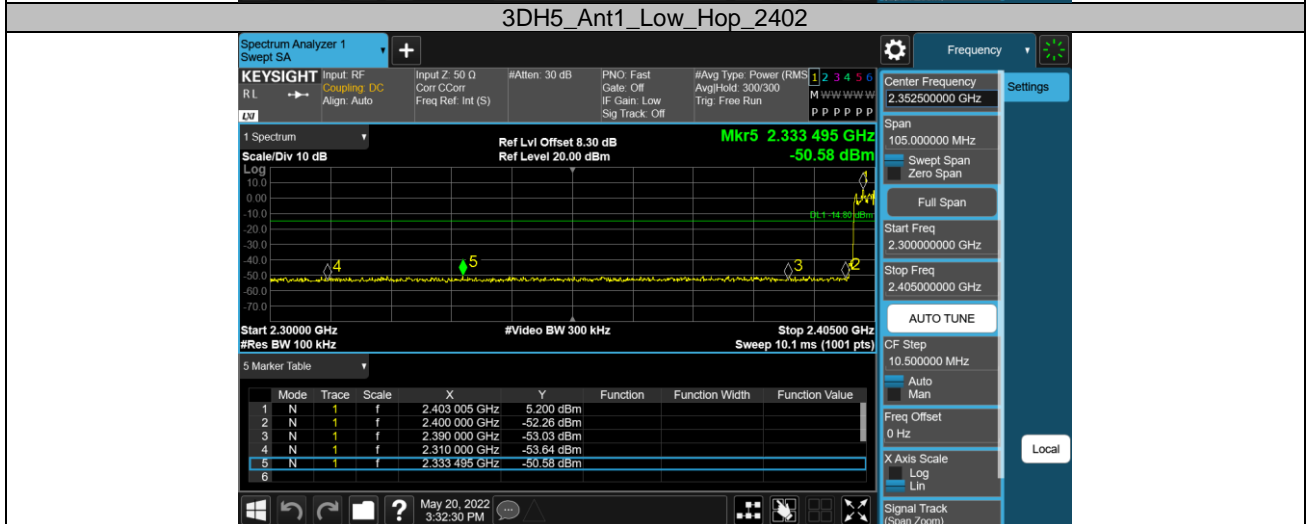 3DH5_Ant1_Low_Hop_2402
Spectrum Analyzer 1
Swept SA
+
Frequency
KEYSIGHT
RL
LXI
Input: RF
Coupling: DC
Align: Auto
Input Z: 50 Ω
Corr CCorr
Freq Ref: Int (S)
#Atten: 30 dB
PNO: Fast
Gate: Off
IF Gain: Low
Sig Track: Off
#Avg Type: Power (RMS
Avg|Hold: 300/300
Trig: Free Run
1 2 3 4 5 6
M W W W W W
P P P P P P
1 Spectrum
Scale/Div 10 dB
Ref Lvl Offset 8.30 dB
Ref Level 20.00 dBm
Mkr5 2.333 495 GHz
-50.58 dBm
Log
10.0
0.00
-10.0
-20.0
-30.0
-40.0
-50.0
-60.0
-70.0
DL1 -14.80 dBm
4
5
3
2
Start 2.30000 GHz
#Video BW 300 kHz
Stop 2.40500 GHz
#Res BW 100 kHz
Sweep 10.1 ms (1001 pts)
5 Marker Table
Mode Trace Scale X Y Function Function Width Function Value
1 N 1 f 2.403 005 GHz 5.200 dBm
2 N 1 f 2.400 000 GHz -52.26 dBm
3 N 1 f 2.390 000 GHz -53.03 dBm
4 N 1 f 2.310 000 GHz -53.64 dBm
5 N 1 f 2.333 495 GHz -50.58 dBm
6
?
May 20, 2022
3:32:30 PM
Center Frequency
2.352500000 GHz
Settings
Span
105.000000 MHz
Swept Span
Zero Span
Full Span
Start Freq
2.300000000 GHz
Stop Freq
2.405000000 GHz
AUTO TUNE
CF Step
10.500000 MHz
Auto
Man
Freq Offset
0 Hz
Local
X Axis Scale
Log
Lin
Signal Track
(Span Zoom)